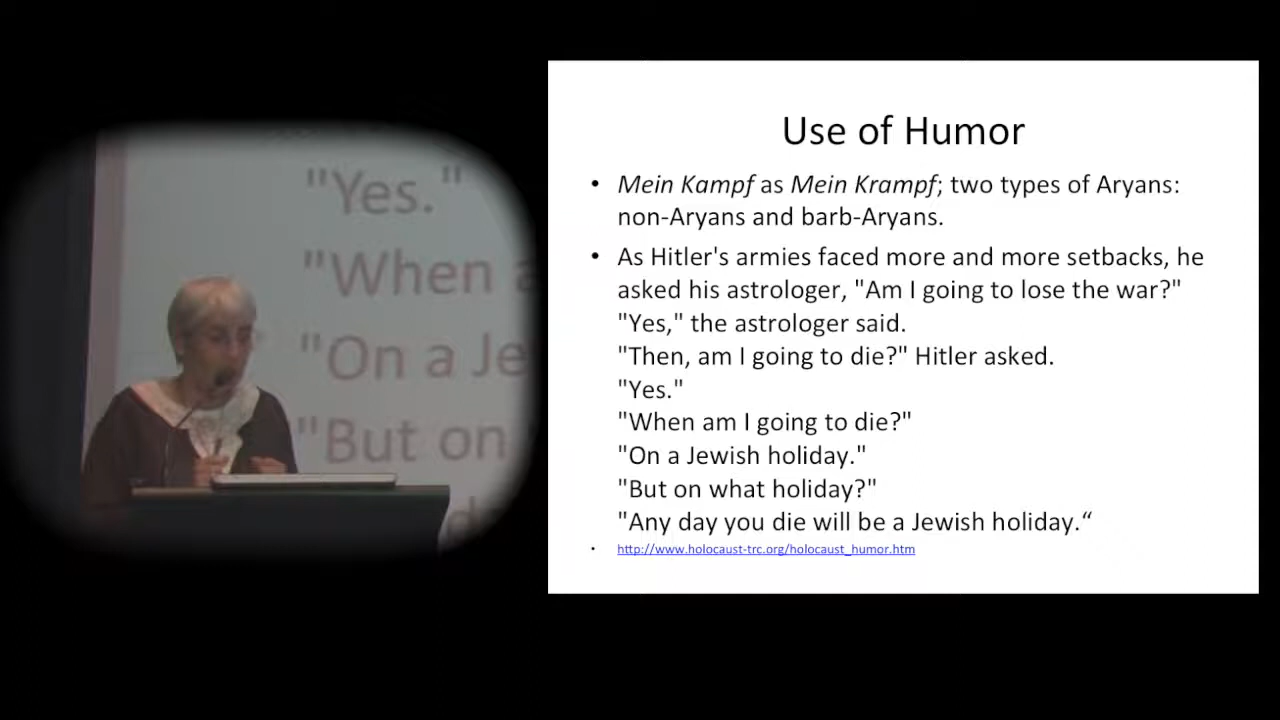 "Yes."
"When a
"On a Je
"But on
Use of Humor
• Mein Kampf as Mein Krampf; two types of Aryans:
non-Aryans and barb-Aryans.
• As Hitler's armies faced more and more setbacks, he
asked his astrologer, "Am I going to lose the war?"
"Yes," the astrologer said.
"Then, am I going to die?" Hitler asked.
"Yes."
"When am I going to die?"
"On a Jewish holiday."
"But on what holiday?"
"Any day you die will be a Jewish holiday.“
• http://www.holocaust-trc.org/holocaust_humor.htm